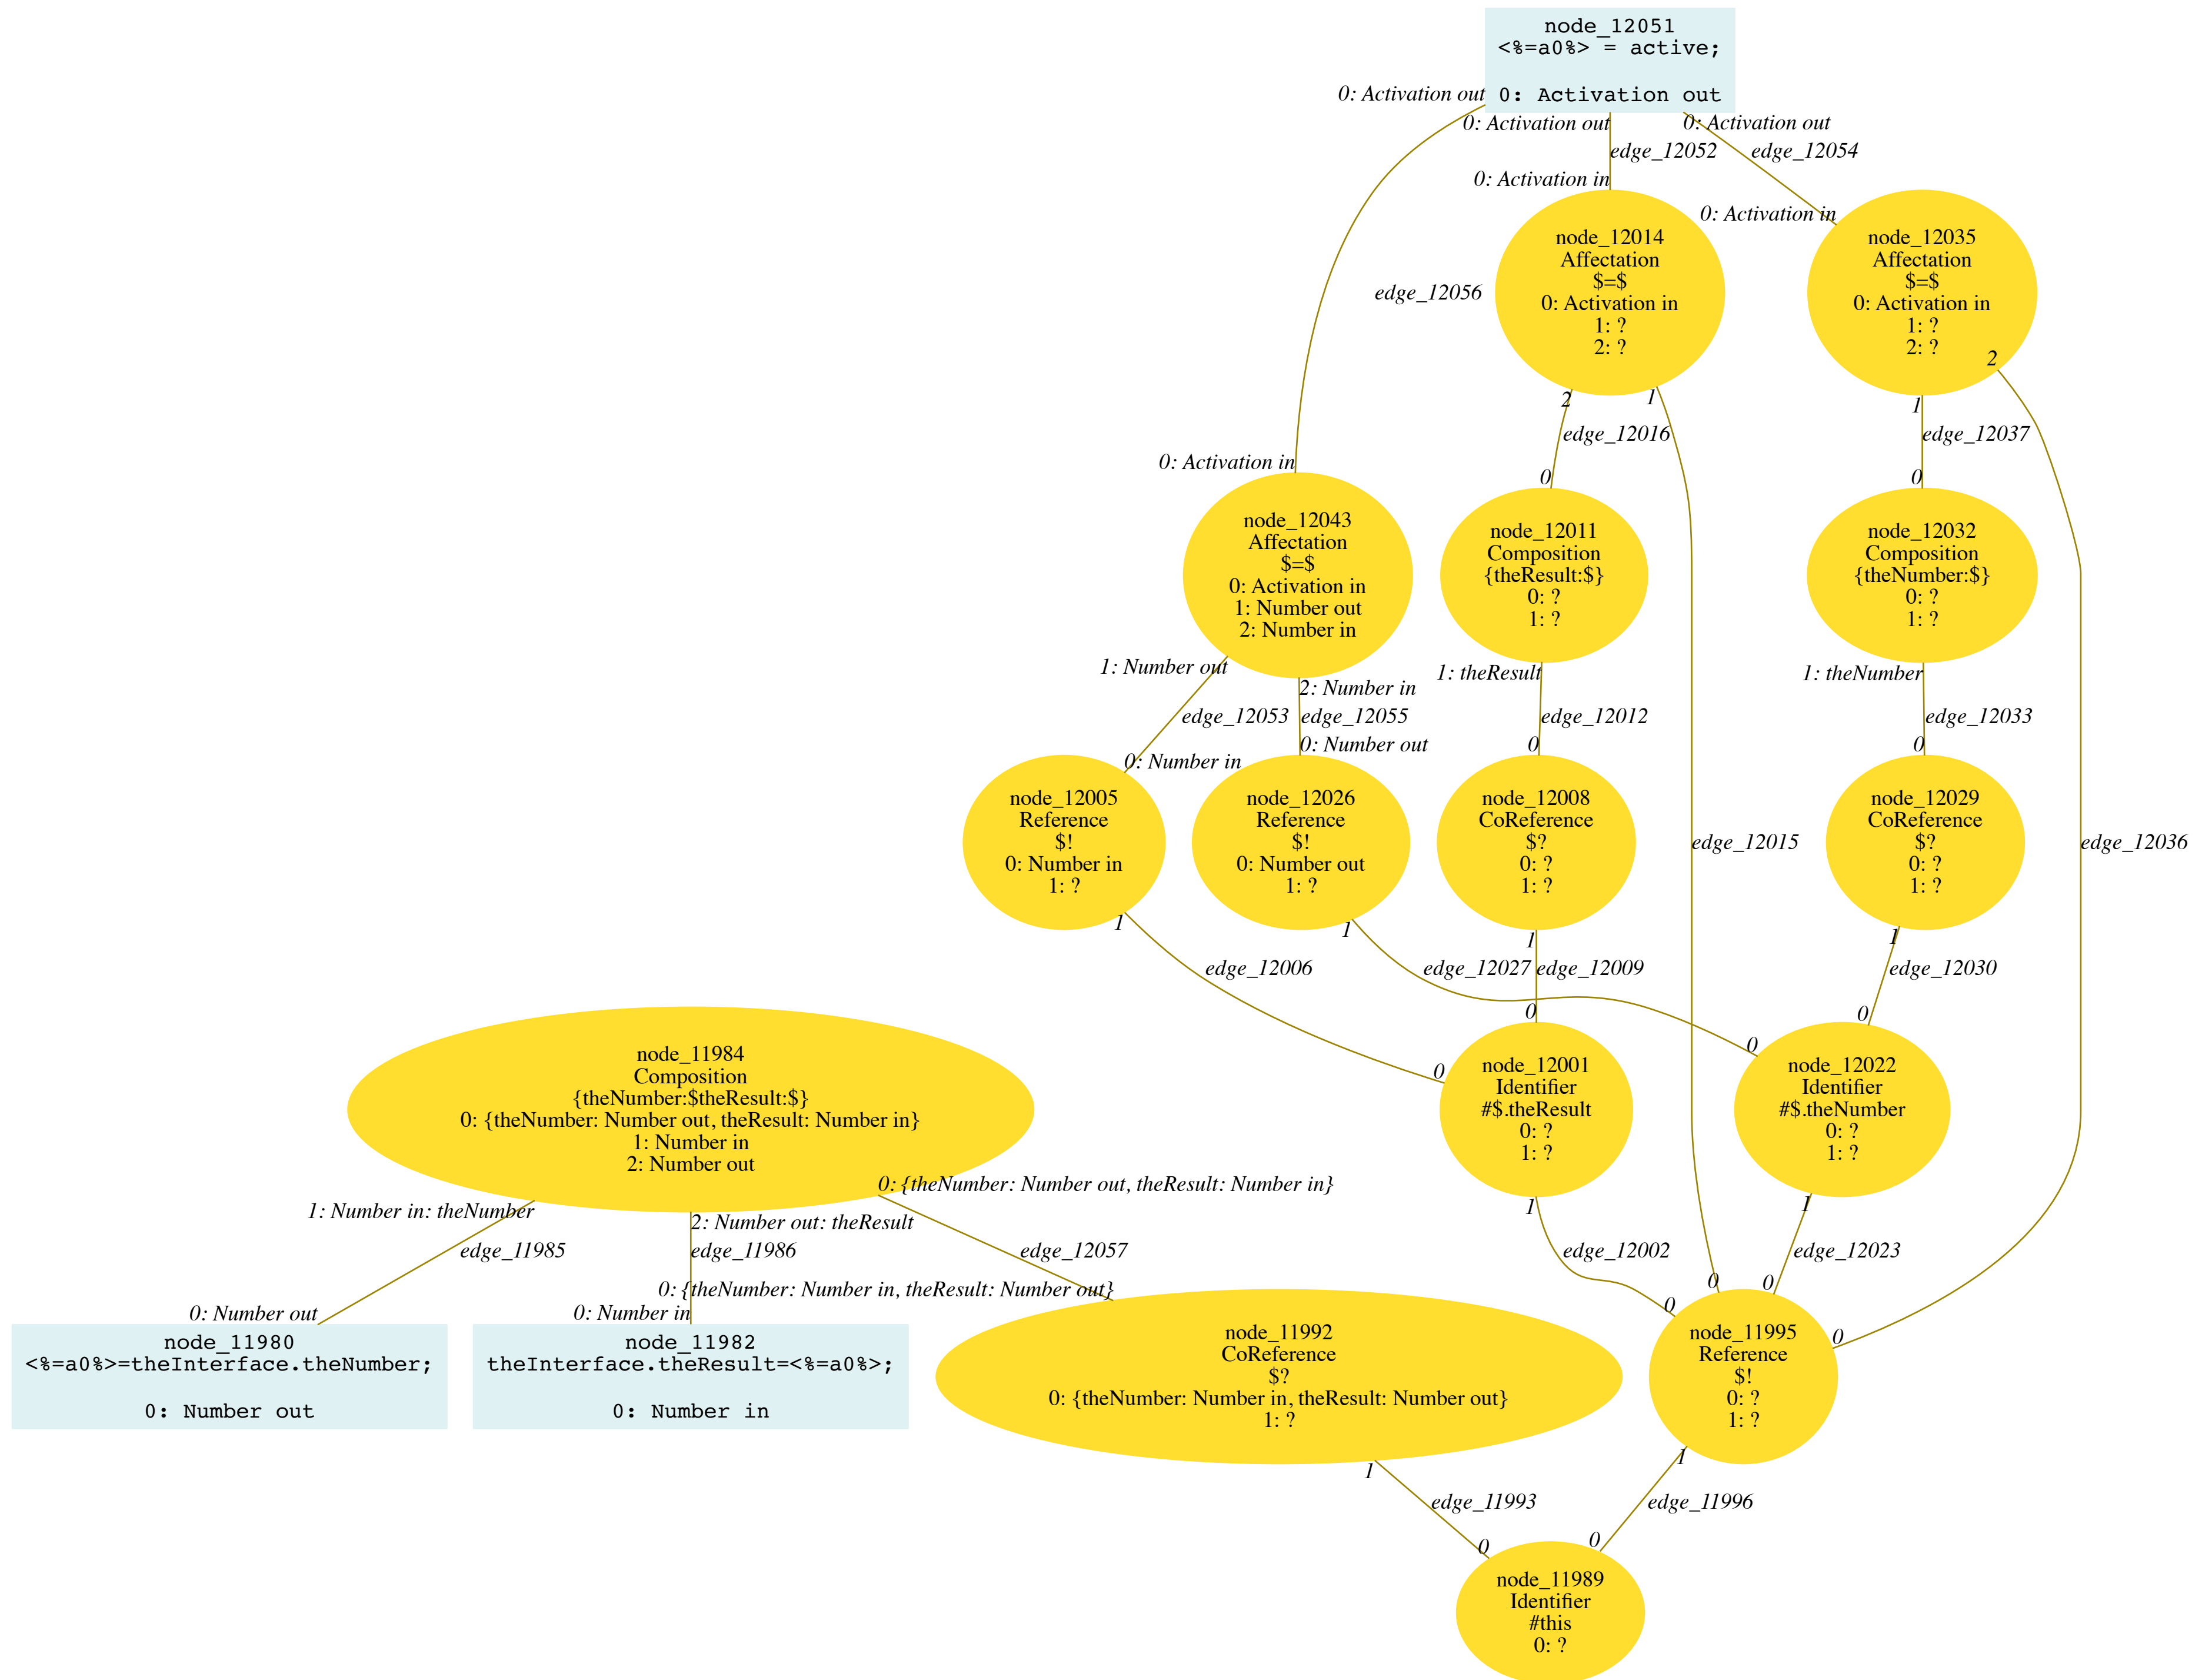 node_12051
<%=a0%> = active;
0: Activation out
0: Activation out
0: Activation out
0: Activation out
edge_12052
edge_12054
0: Activation in
0: Activation in
node_12014
Affectation
$=$
0: Activation in
1: ?
2: ?
node_12035
Affectation
$=$
0: Activation in
1: ?
2: ?
edge_12056
2
1
1
2
edge_12016
edge_12037
0: Activation in
0
0
node_12043
Affectation
$=$
0: Activation in
1: Number out
2: Number in
node_12011
Composition
{theResult:$}
0: ?
1: ?
node_12032
Composition
{theNumber:$}
0: ?
1: ?
1: Number out
2: Number in
1: theResult
1: theNumber
edge_12053
edge_12055
edge_12012
edge_12033
0: Number in
0: Number out
0
0
node_12005
Reference
$!
0: Number in
1: ?
node_12026
Reference
$!
0: Number out
1: ?
node_12008
CoReference
$?
0: ?
1: ?
edge_12015
node_12029
CoReference
$?
0: ?
1: ?
edge_12036
1
1
1
1
edge_12006
edge_12027
edge_12009
edge_12030
0
0
0
0
node_11984
Composition
{theNumber:$theResult:$}
0: {theNumber: Number out, theResult: Number in}
1: Number in
2: Number out
node_12001
Identifier
#$.theResult
0: ?
1: ?
node_12022
Identifier
#$.theNumber
0: ?
1: ?
1: Number in: theNumber
2: Number out: theResult
0: {theNumber: Number out, theResult: Number in}
1
1
edge_11985
edge_11986
edge_12057
edge_12002
edge_12023
0: Number out
0: Number in
0: {theNumber: Number in, theResult: Number out}
0
0
0
0
node_11980
<%=a0%>=theInterface.theNumber;
0: Number out
node_11982
theInterface.theResult=<%=a0%>;
0: Number in
node_11992
CoReference
$?
0: {theNumber: Number in, theResult: Number out}
1: ?
node_11995
Reference
$!
0: ?
1: ?
1
1
edge_11993
edge_11996
0
0
node_11989
Identifier
#this
0: ?